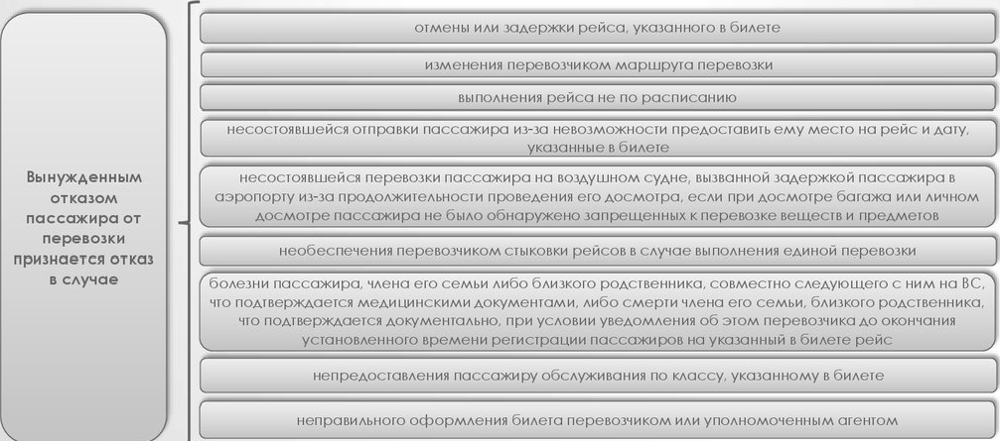 Вынужденным
отказом
пассажира от
перевозки
признается отказ
в случае
отмены или задержки рейса, указанного в билете
изменения перевозчиком маршрута перевозки
выполнения рейса не по расписанию
несостоявшейся отправки пассажира из-за невозможности предоставить ему место на рейс и дату,
указанные в билете
несостоявшейся перевозки пассажира на воздушном судне, вызванной задержкой пассажира в
аэропорту из-за продолжительности проведения его досмотра, если при досмотре багажа или личном
досмотре пассажира не было обнаружено запрещенных к перевозке веществ и предметов
необеспечения перевозчиком стыковки рейсов в случае выполнения единой перевозки
болезни пассажира, члена его семьи либо близкого родственника, совместно следующего с ним на ВС,
что подтверждается медицинскими документами, либо смерти члена его семьи, близкого родственника,
что подтверждается документально, при условии уведомления об этом перевозчика до окончания
установленного времени регистрации пассажиров на указанный в билете рейс
непредоставления пассажиру обслуживания по классу, указанному в билете
неправильного оформления билета перевозчиком или уполномоченным агентом